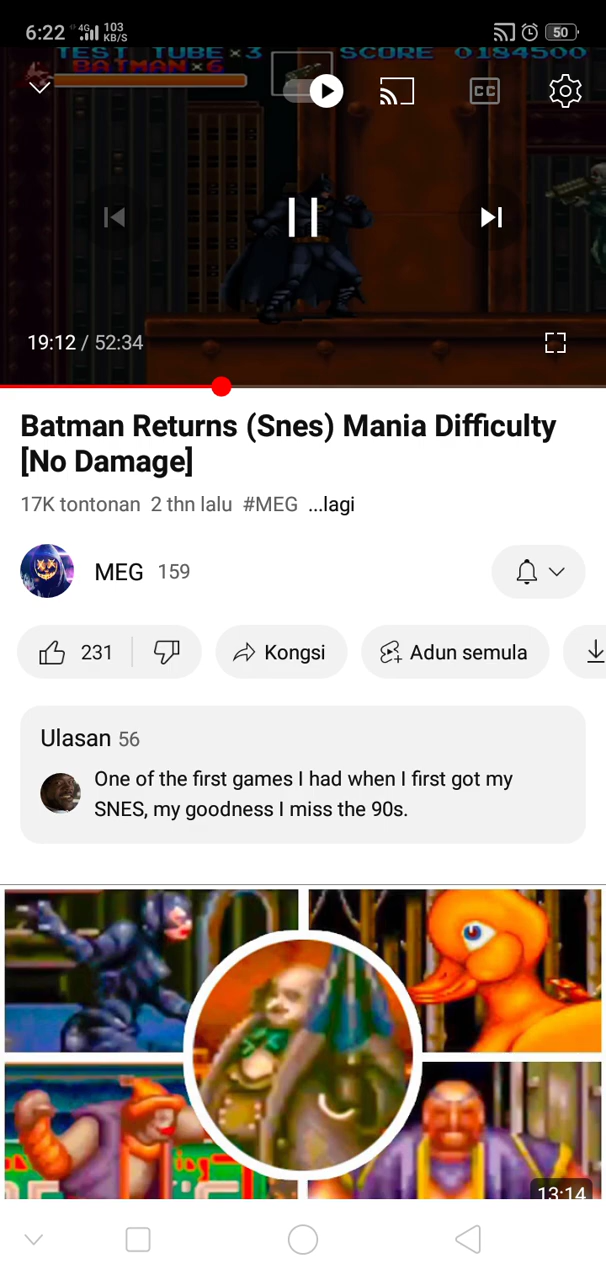 6:22 4G 103 KB/S 50
TEST TUBE×3 SCORE 0184500
BATMAN×6
CC
19:12 / 52:34
Batman Returns (Snes) Mania Difficulty
[No Damage]
17K tontonan 2 thn lalu #MEG ...lagi
MEG 159
231 Kongsi Adun semula
Ulasan 56
One of the first games I had when I first got my
SNES, my goodness I miss the 90s.
13:14